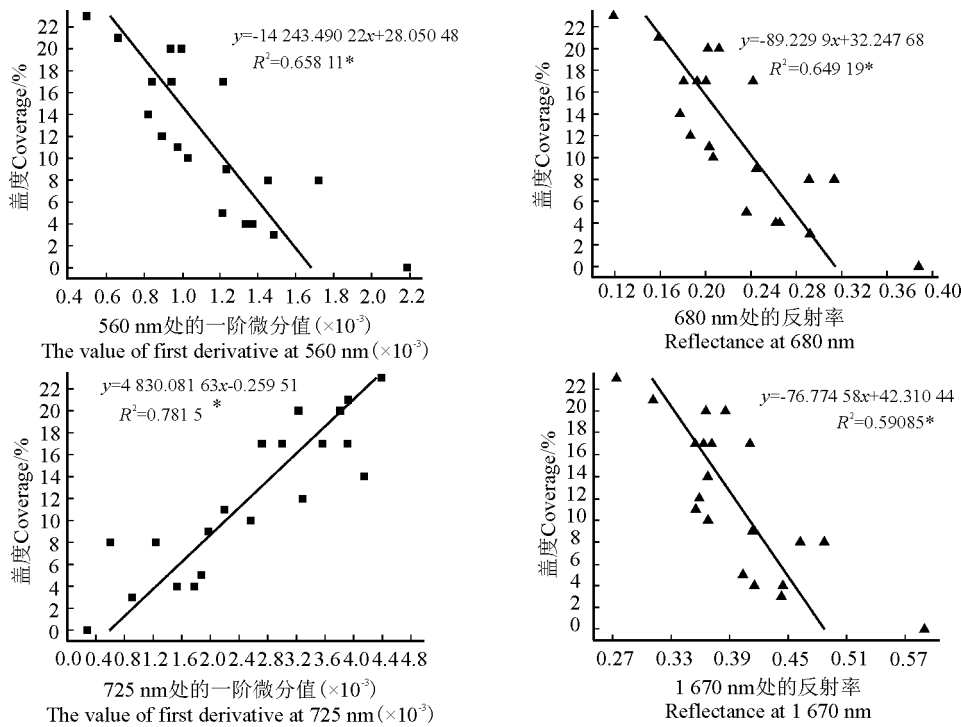 盖度Coverage/%
22
20
18
16
14
12
10
8
6
4
2
0
y=-14 243.490 22x+28.050 48
R²=0.658 11*
0.4 0.6 0.8 1.0 1.2 1.4 1.6 1.8 2.0 2.2
560 nm处的一阶微分值(×10⁻³)
The value of first derivative at 560 nm(×10⁻³)
盖度Coverage/%
22
20
18
16
14
12
10
8
6
4
2
0
y=-89.229 9x+32.247 68
R²=0.649 19*
0.12 0.16 0.20 0.24 0.28 0.32 0.36 0.40
680 nm处的反射率
Reflectance at 680 nm
盖度Coverage/%
22
20
18
16
14
12
10
8
6
4
2
0
y=4 830.081 63x-0.259 51
R²=0.781 5 *
0.0 0.4 0.8 1.2 1.6 2.0 2.4 2.8 3.2 3.6 4.0 4.4 4.8
725 nm处的一阶微分值(×10⁻³)
The value of first derivative at 725 nm(×10⁻³)
盖度Coverage/%
22
20
18
16
14
12
10
8
6
4
2
0
y=-76.774 58x+42.310 44
R²=0.59085*
0.27 0.33 0.39 0.45 0.51 0.57
1 670 nm处的反射率
Reflectance at 1 670 nm